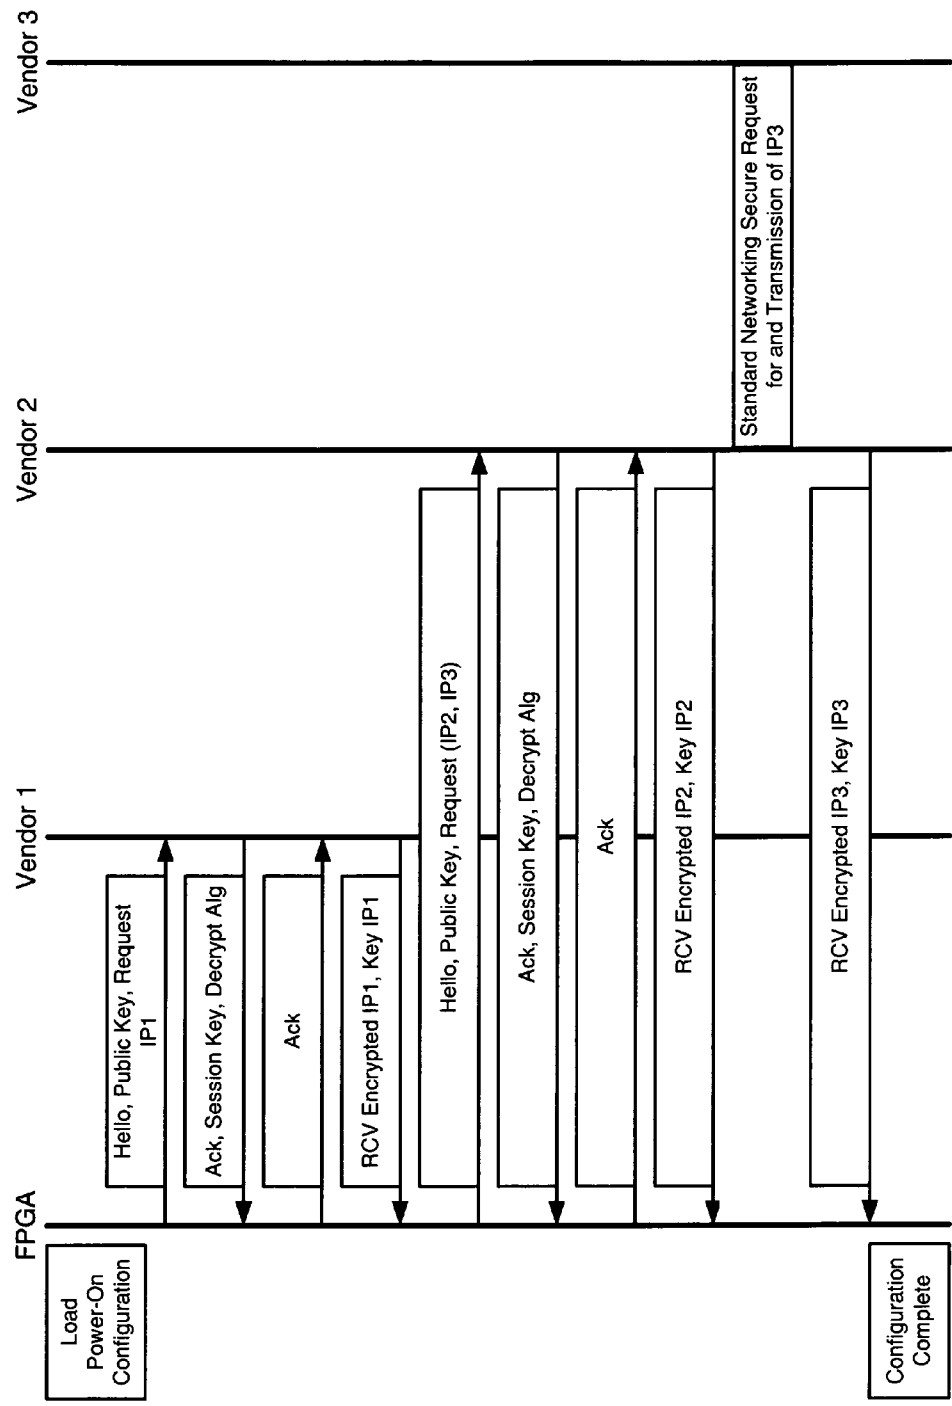 FPGA
Vendor 1
Vendor 2
Vendor 3
Load
Power-On
Configuration
Hello, Public Key, Request
IP1
Ack, Session Key, Decrypt Alg
Ack
RCV Encrypted IP1, Key IP1
Hello, Public Key, Request (IP2, IP3)
Ack, Session Key, Decrypt Alg
Ack
RCV Encrypted IP2, Key IP2
Standard Networking Secure Request
for and Transmission of IP3
RCV Encrypted IP3, Key IP3
Configuration
Complete